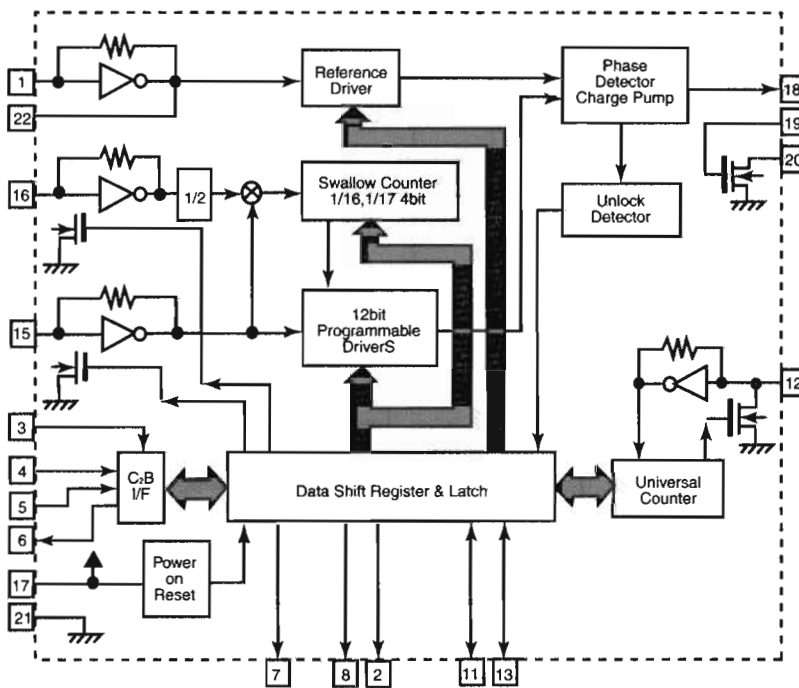 1
Reference
Driver
Phase
Detector
Charge Pump
18
22
19
20
16
1/2
Swallow Counter
1/16,1/17 4bit
Unlock
Detector
15
12bit
Programmable
DriverS
12
3
4
5
6
C₂B
I/F
Data Shift Register & Latch
Universal
Counter
17
Power
on
Reset
21
7
8
2
11
13